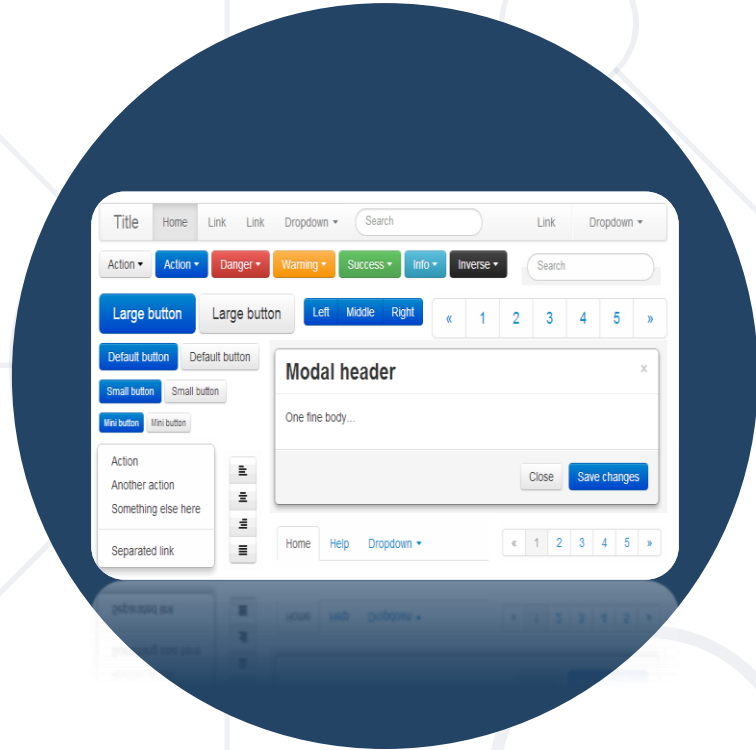 Title Home Link Link Dropdown Search Link Dropdown
Action Action Danger Warning Success Info Inverse Search
Large button Large button Left Middle Right « 1 2 3 4 5 »
Default button Default button
Small button Small button
Mini button Mini button
Modal header x
One fine body...
Close Save changes
Action
Another action
Something else here
Separated link
Home Help Dropdown « 1 2 3 4 5 »